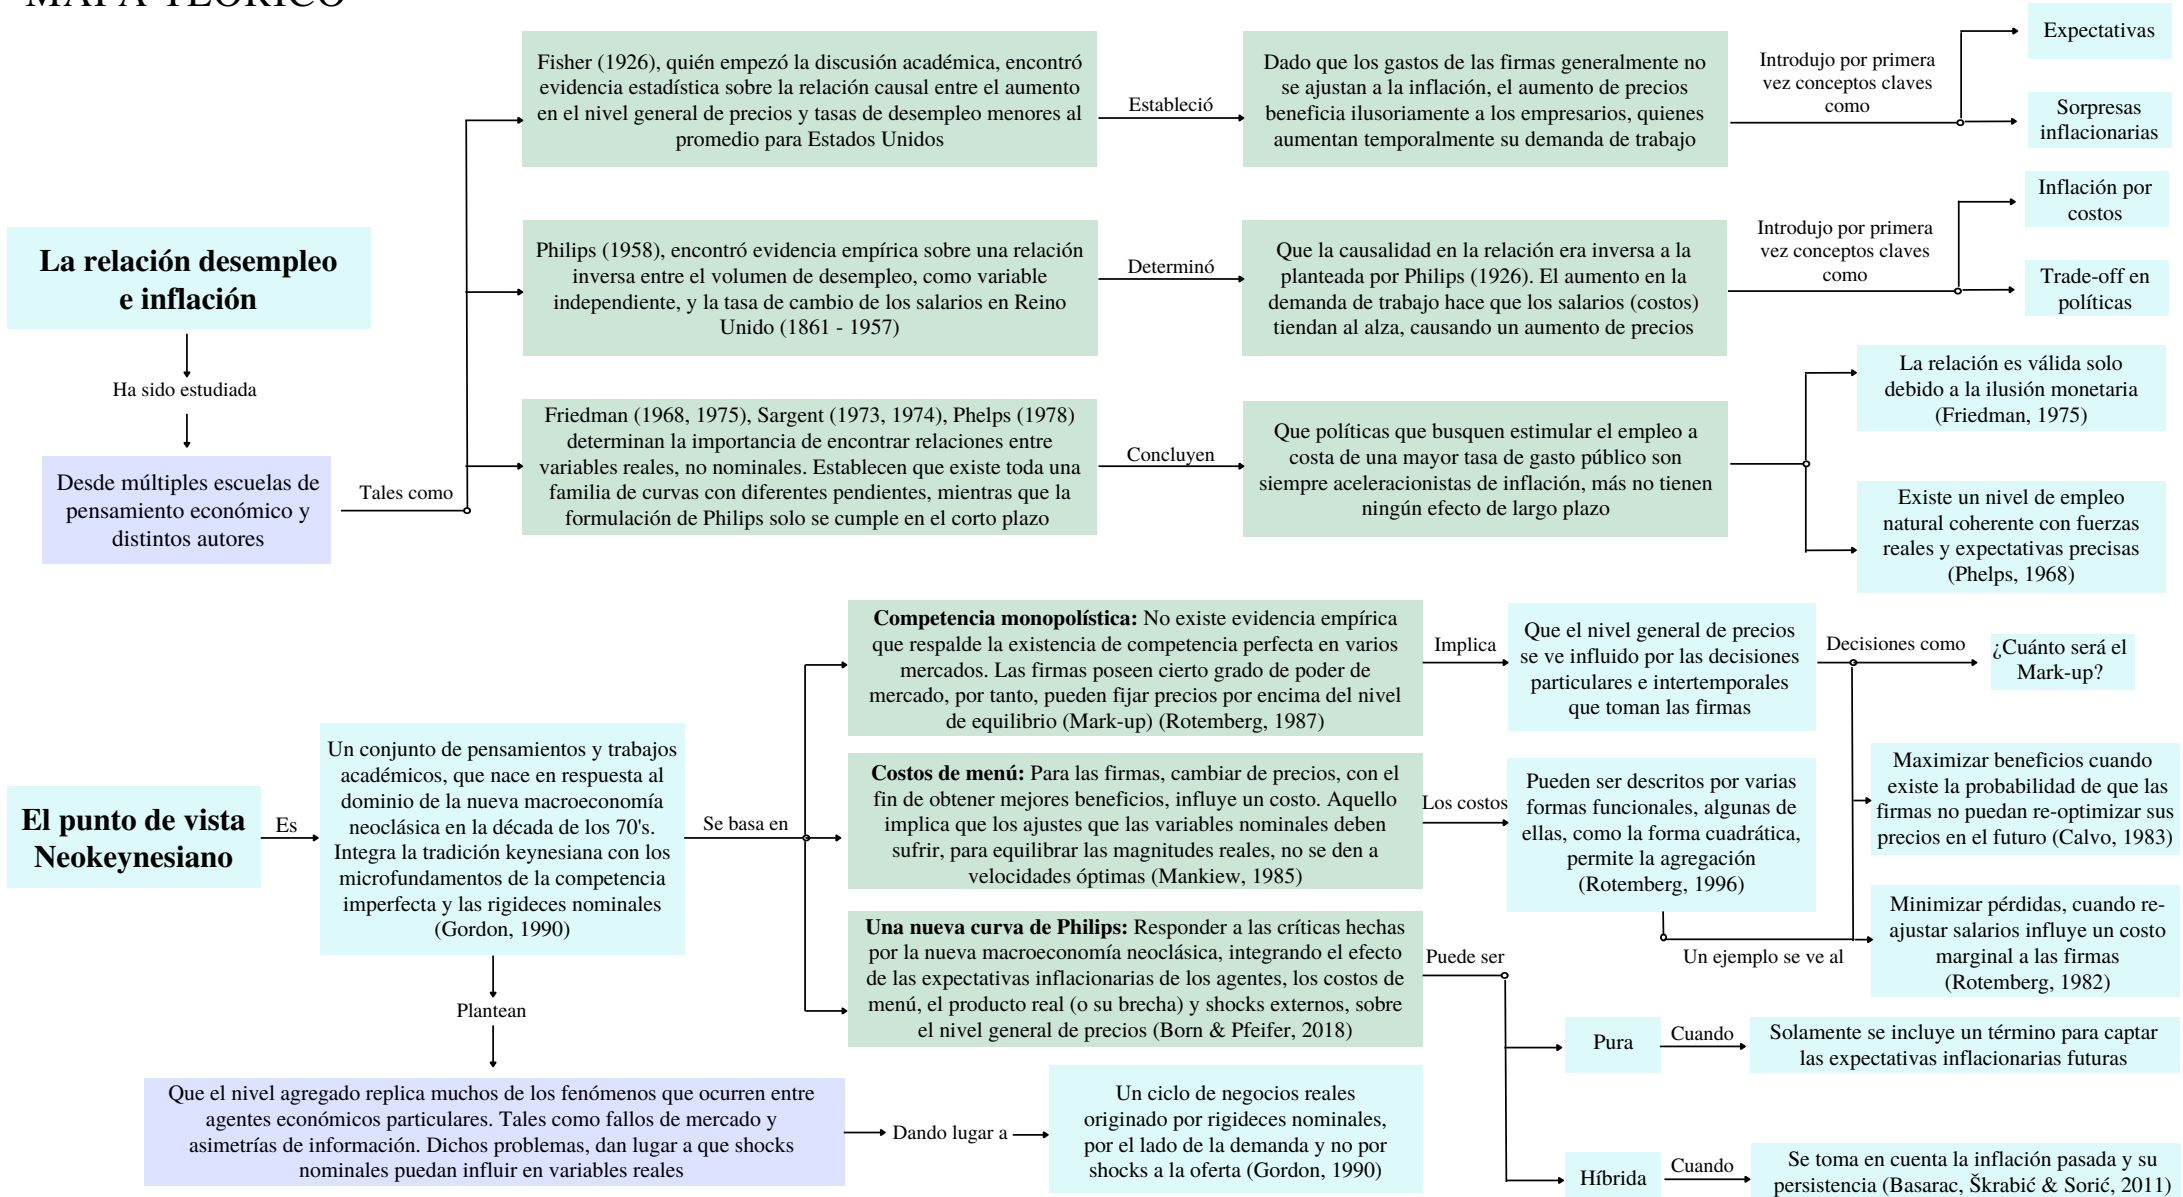 MAPA TEÓRICO
La relación desempleo
e inflación
Ha sido estudiada
Desde múltiples escuelas de
pensamiento económico y
distintos autores
Tales como
Fisher (1926), quién empezó la discusión académica, encontró
evidencia estadística sobre la relación causal entre el aumento
en el nivel general de precios y tasas de desempleo menores al
promedio para Estados Unidos
Estableció
Dado que los gastos de las firmas generalmente no
se ajustan a la inflación, el aumento de precios
beneficia ilusoriamente a los empresarios, quienes
aumentan temporalmente su demanda de trabajo
Introdujo por primera
vez conceptos claves
como
Expectativas
Sorpresas
inflacionarias
Philips (1958), encontró evidencia empírica sobre una relación
inversa entre el volumen de desempleo, como variable
independiente, y la tasa de cambio de los salarios en Reino
Unido (1861 - 1957)
Determinó
Que la causalidad en la relación era inversa a la
planteada por Philips (1926). El aumento en la
demanda de trabajo hace que los salarios (costos)
tiendan al alza, causando un aumento de precios
Introdujo por primera
vez conceptos claves
como
Inflación por
costos
Trade-off en
políticas
Friedman (1968, 1975), Sargent (1973, 1974), Phelps (1978)
determinan la importancia de encontrar relaciones entre
variables reales, no nominales. Establecen que existe toda una
familia de curvas con diferentes pendientes, mientras que la
formulación de Philips solo se cumple en el corto plazo
Concluyen
Que políticas que busquen estimular el empleo a
costa de una mayor tasa de gasto público son
siempre aceleracionistas de inflación, más no tienen
ningún efecto de largo plazo
La relación es válida solo
debido a la ilusión monetaria
(Friedman, 1975)
Existe un nivel de empleo
natural coherente con fuerzas
reales y expectativas precisas
(Phelps, 1968)
El punto de vista
Neokeynesiano
Es
Un conjunto de pensamientos y trabajos
académicos, que nace en respuesta al
dominio de la nueva macroeconomía
neoclásica en la década de los 70's.
Integra la tradición keynesiana con los
microfundamentos de la competencia
imperfecta y las rigideces nominales
(Gordon, 1990)
Se basa en
Competencia monopolística: No existe evidencia empírica
que respalde la existencia de competencia perfecta en varios
mercados. Las firmas poseen cierto grado de poder de
mercado, por tanto, pueden fijar precios por encima del nivel
de equilibrio (Mark-up) (Rotemberg, 1987)
Implica
Que el nivel general de precios
se ve influido por las decisiones
particulares e intertemporales
que toman las firmas
Decisiones como
¿Cuánto será el
Mark-up?
Maximizar beneficios cuando
existe la probabilidad de que las
firmas no puedan re-optimizar sus
precios en el futuro (Calvo, 1983)
Costos de menú: Para las firmas, cambiar de precios, con el
fin de obtener mejores beneficios, influye un costo. Aquello
implica que los ajustes que las variables nominales deben
sufrir, para equilibrar las magnitudes reales, no se den a
velocidades óptimas (Mankiew, 1985)
Los costos
Pueden ser descritos por varias
formas funcionales, algunas de
ellas, como la forma cuadrática,
permite la agregación
(Rotemberg, 1996)
Un ejemplo se ve al
Minimizar pérdidas, cuando re-
ajustar salarios influye un costo
marginal a las firmas
(Rotemberg, 1982)
Una nueva curva de Philips: Responder a las críticas hechas
por la nueva macroeconomía neoclásica, integrando el efecto
de las expectativas inflacionarias de los agentes, los costos de
menú, el producto real (o su brecha) y shocks externos, sobre
el nivel general de precios (Born & Pfeifer, 2018)
Puede ser
Pura
Cuando
Solamente se incluye un término para captar
las expectativas inflacionarias futuras
Híbrida
Cuando
Se toma en cuenta la inflación pasada y su
persistencia (Basarac, Škrabić & Sorić, 2011)
Plantean
Que el nivel agregado replica muchos de los fenómenos que ocurren entre
agentes económicos particulares. Tales como fallos de mercado y
asimetrías de información. Dichos problemas, dan lugar a que shocks
nominales puedan influir en variables reales
Dando lugar a
Un ciclo de negocios reales
originado por rigideces nominales,
por el lado de la demanda y no por
shocks a la oferta (Gordon, 1990)